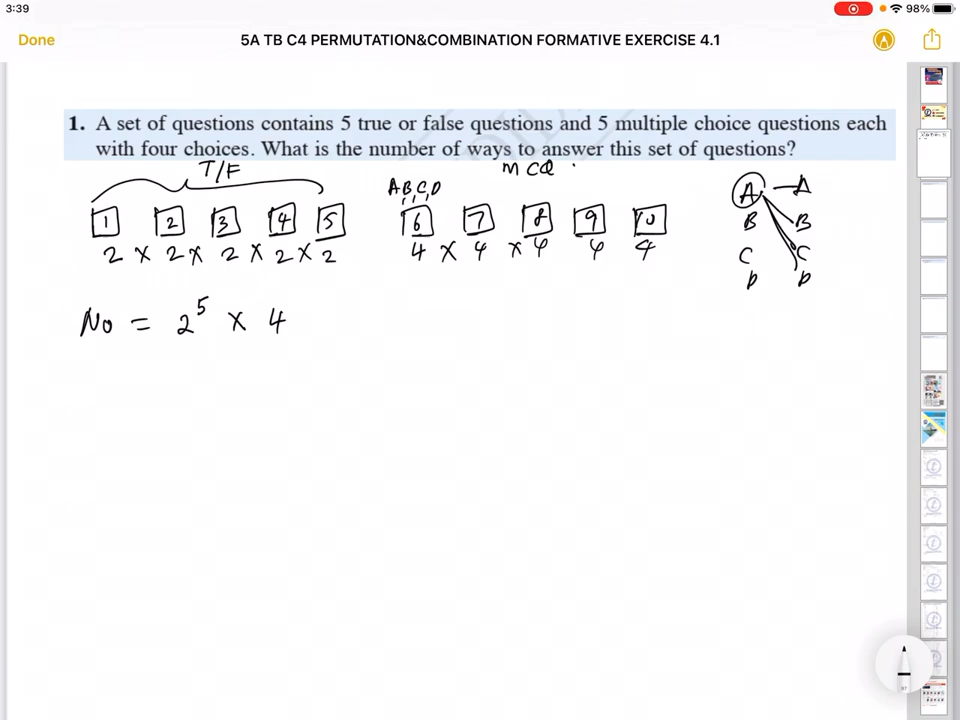 3:39
98%
Done
5A TB C4 PERMUTATION&COMBINATION FORMATIVE EXERCISE 4.1
1. A set of questions contains 5 true or false questions and 5 multiple choice questions each
with four choices. What is the number of ways to answer this set of questions?
T/F
MCQ
A B C D
1 2 3 4 5 6 7 8 9 10
2 × 2 × 2 × 2 × 2 4 × 4 × 4 4 4
A A
B B
C C
D D
No = 2⁵ × 4